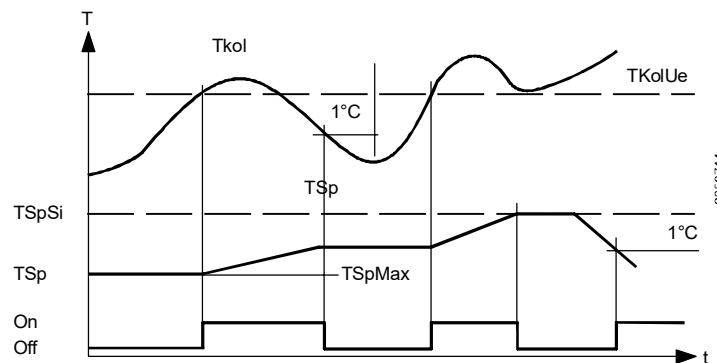 T
Tkol
TKolUe
1°C
TSp
TSpSi
1°C
TSp
TSpMax
On
Off
t